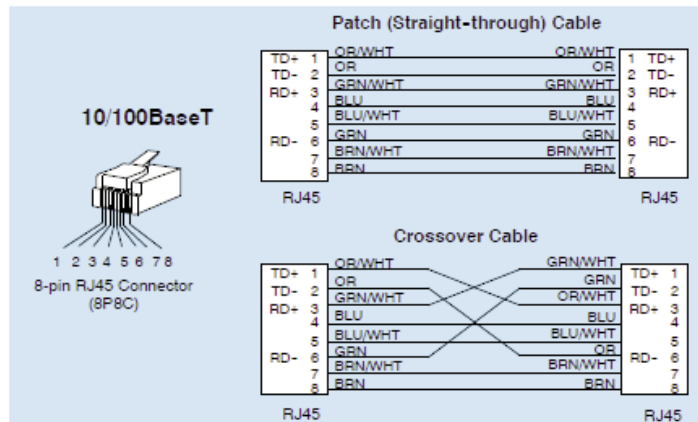 Patch (Straight-through) Cable
TD+ 1 OR/WHT OR/WHT 1 TD+
TD- 2 OR OR 2 TD-
RD+ 3 GRN/WHT GRN/WHT 3 RD+
4 BLU BLU 4
5 BLU/WHT BLU/WHT 5
RD- 6 GRN GRN 6 RD-
7 BRN/WHT BRN/WHT 7
8 BRN BRN 8
RJ45 RJ45
10/100BaseT
1 2 3 4 5 6 7 8
8-pin RJ45 Connector
(8P8C)
Crossover Cable
TD+ 1 OR/WHT GRN/WHT TD+ 1
TD- 2 OR GRN TD- 2
RD+ 3 GRN/WHT OR/WHT RD+ 3
4 BLU BLU 4
5 BLU/WHT BLU/WHT 5
RD- 6 GRN OR RD- 6
7 BRN/WHT BRN/WHT 7
8 BRN BRN 8
RJ45 RJ45